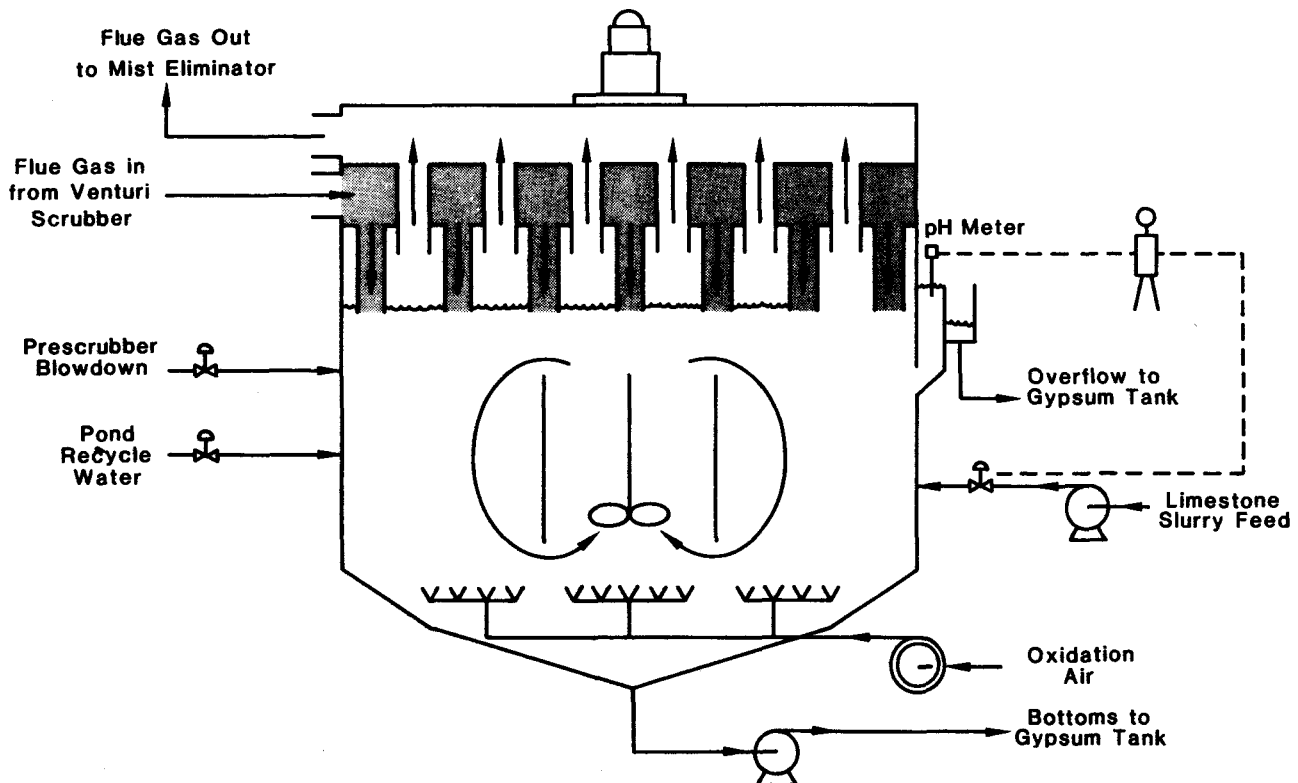 Flue Gas Out
to Mist Eliminator
Flue Gas in
from Venturi
Scrubber
pH Meter
Prescrubber
Blowdown
Overflow to
Gypsum Tank
Pond
Recycle
Water
Limestone
Slurry Feed
Oxidation
Air
Bottoms to
Gypsum Tank